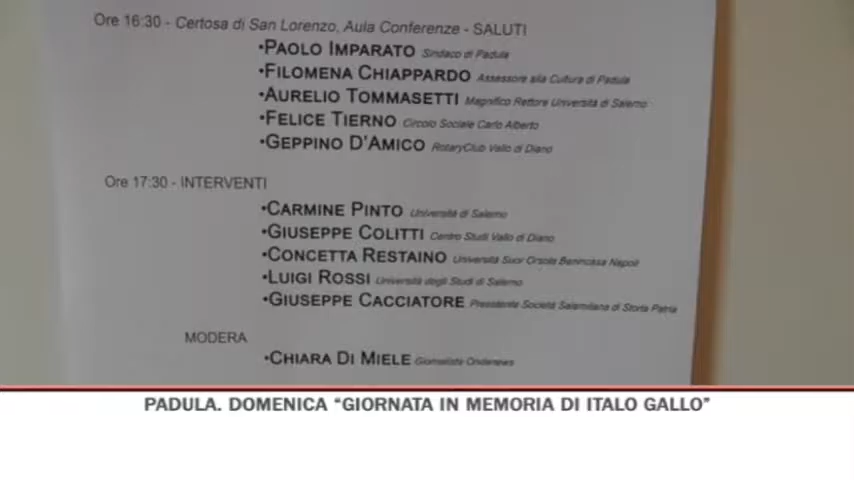 Ore 16:30 - Certosa di San Lorenzo, Aula Conferenze - SALUTI
•PAOLO IMPARATO Sindaco di Padula
•FILOMENA CHIAPPARDO Assessore alla Cultura di Padula
•AURELIO TOMMASETTI Magnifico Rettore Università di Salerno
•FELICE TIERNO Circolo Sociale Carlo Alberto
•GEPPINO D'AMICO RotaryClub Vallo di Diano
Ore 17:30 - INTERVENTI
•CARMINE PINTO Università di Salerno
•GIUSEPPE COLITTI Centro Studi Vallo di Diano
•CONCETTA RESTAINO Università Suor Orsola Benincasa Napoli
•LUIGI ROSSI Università degli Studi di Salerno
•GIUSEPPE CACCIATORE Presidente Società Salernitana di Storia Patria
MODERA
•CHIARA DI MIELE Giornalista Ondanews
PADULA. DOMENICA “GIORNATA IN MEMORIA DI ITALO GALLO”